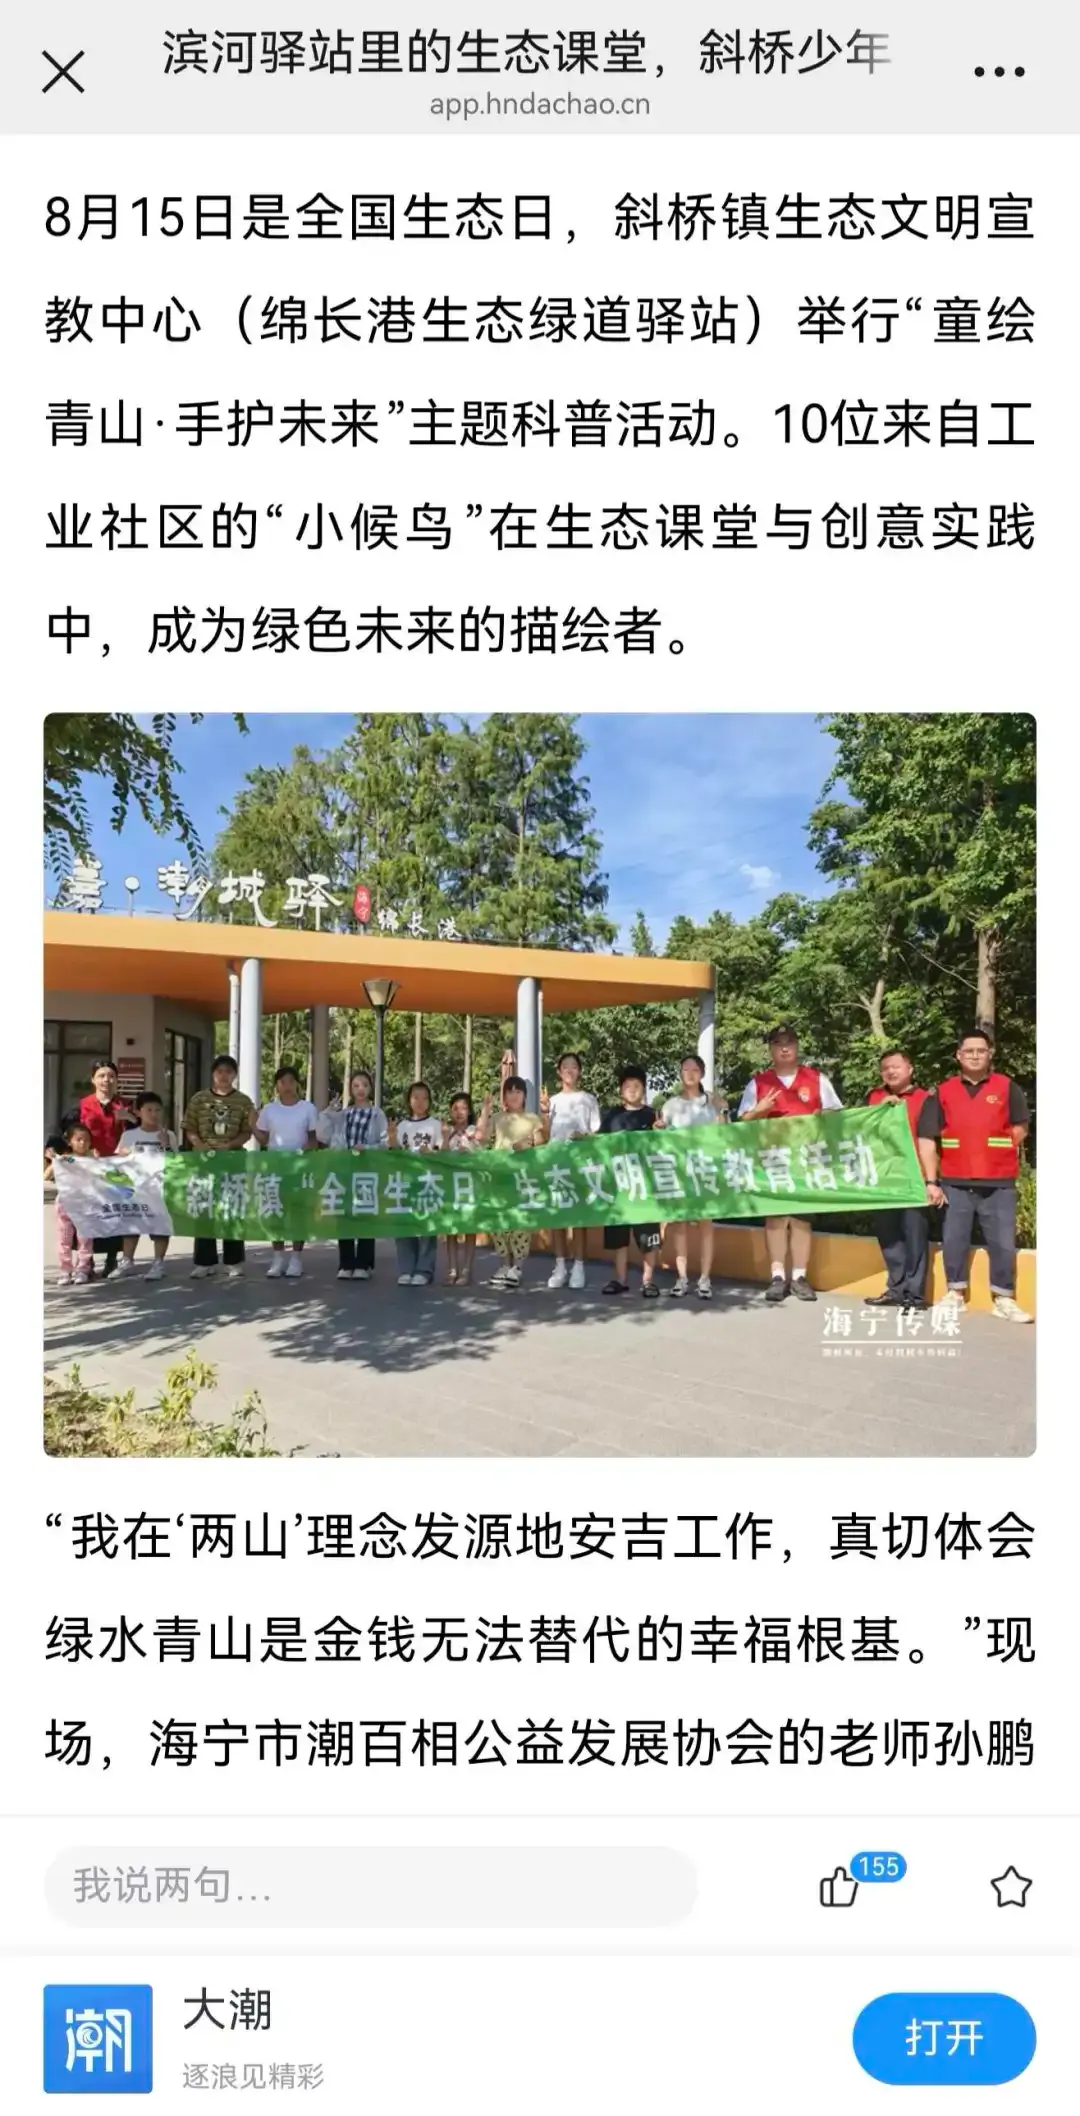 滨河驿站里的生态课堂，斜桥少年
app.hndachao.cn
8月15日是全国生态日，斜桥镇生态文明宣
教中心（绵长港生态绿道驿站）举行“童绘
青山·手护未来”主题科普活动。10位来自工
业社区的“小候鸟”在生态课堂与创意实践
中，成为绿色未来的描绘者。
嘉·潮城驿 海宁 绵长港
全国生态日
斜桥镇“全国生态日”生态文明宣传教育活动
海宁传媒
“我在‘两山’理念发源地安吉工作，真切体会
绿水青山是金钱无法替代的幸福根基。”现
场，海宁市潮百相公益发展协会的老师孙鹏
我说两句...
155
潮
大潮
逐浪见精彩
打开